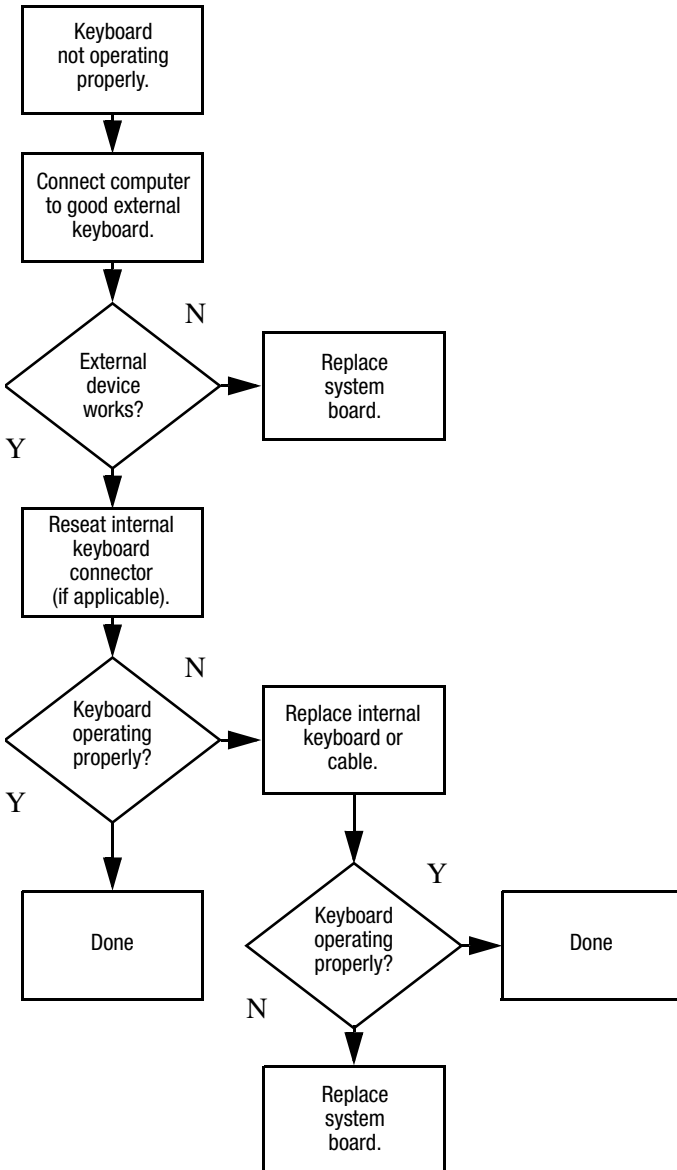 Keyboard
not operating
properly.
Connect computer
to good external
keyboard.
N
External
device
works?
Y
Replace
system
board.
Reseat internal
keyboard
connector
(if applicable).
N
Keyboard
operating
properly?
Y
Replace internal
keyboard or
cable.
Done
Y
Keyboard
operating
properly?
N
Done
Replace
system
board.